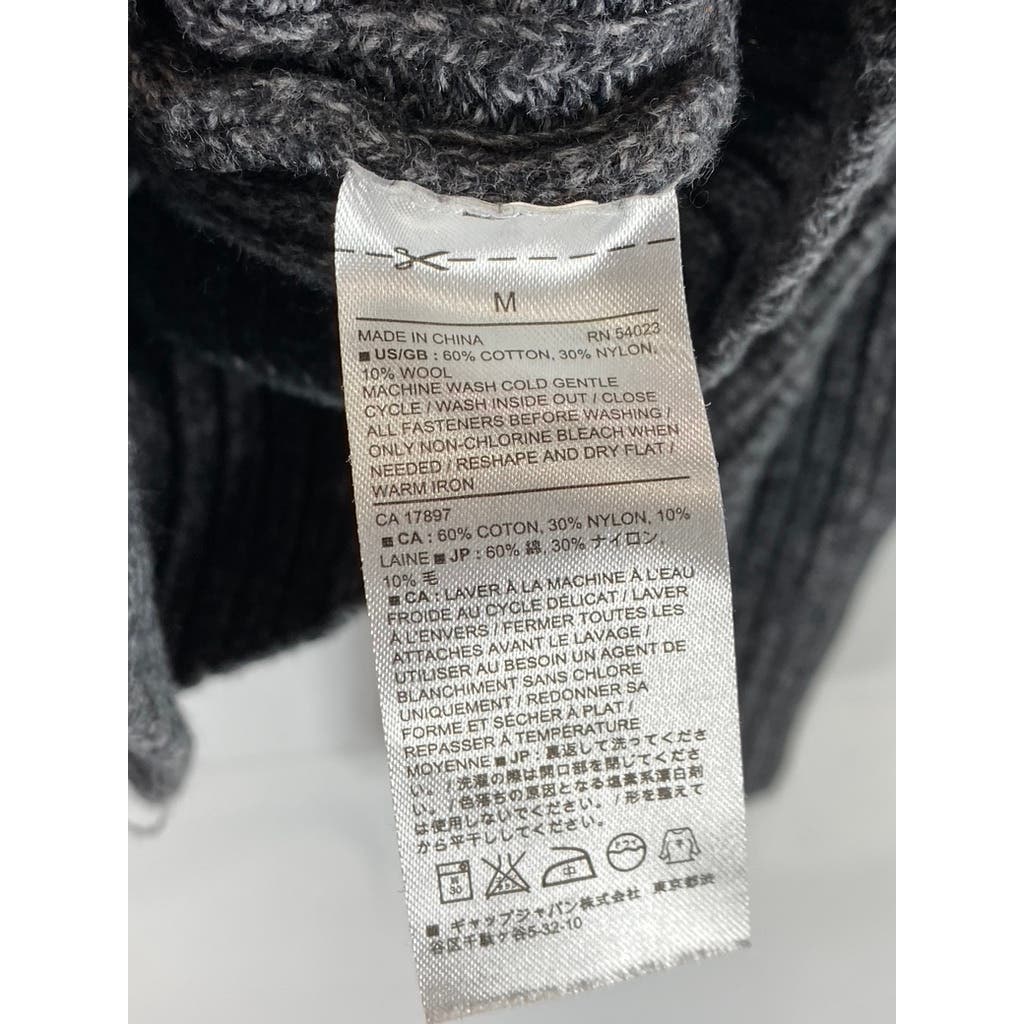 M
MADE IN CHINA RN 54023
■ US/GB : 60% COTTON, 30% NYLON,
10% WOOL
MACHINE WASH COLD GENTLE
CYCLE / WASH INSIDE OUT / CLOSE
ALL FASTENERS BEFORE WASHING /
ONLY NON-CHLORINE BLEACH WHEN
NEEDED / RESHAPE AND DRY FLAT /
WARM IRON
CA 17897
■ CA : 60% COTON, 30% NYLON, 10%
LAINE ■ JP : 60% 綿, 30% ナイロン,
10% 毛
■ CA : LAVER À LA MACHINE À L'EAU
FROIDE AU CYCLE DÉLICAT / LAVER
À L'ENVERS / FERMER TOUTES LES
ATTACHES AVANT LE LAVAGE /
UTILISER AU BESOIN UN AGENT DE
BLANCHIMENT SANS CHLORE
UNIQUEMENT / REDONNER SA
FORME ET SÉCHER À PLAT /
REPASSER À TEMPÉRATURE
MOYENNE ■ JP : 裏返して洗ってくださ
い。/ 洗濯の際は開口部を閉じてくださ
い。/ 色落ちの原因となる塩素系漂白剤
は使用しないでください。/ 形を整えて
から平干ししてください。
30
中
■ ギャップジャパン株式会社 東京都渋
谷区千駄ヶ谷5-32-10